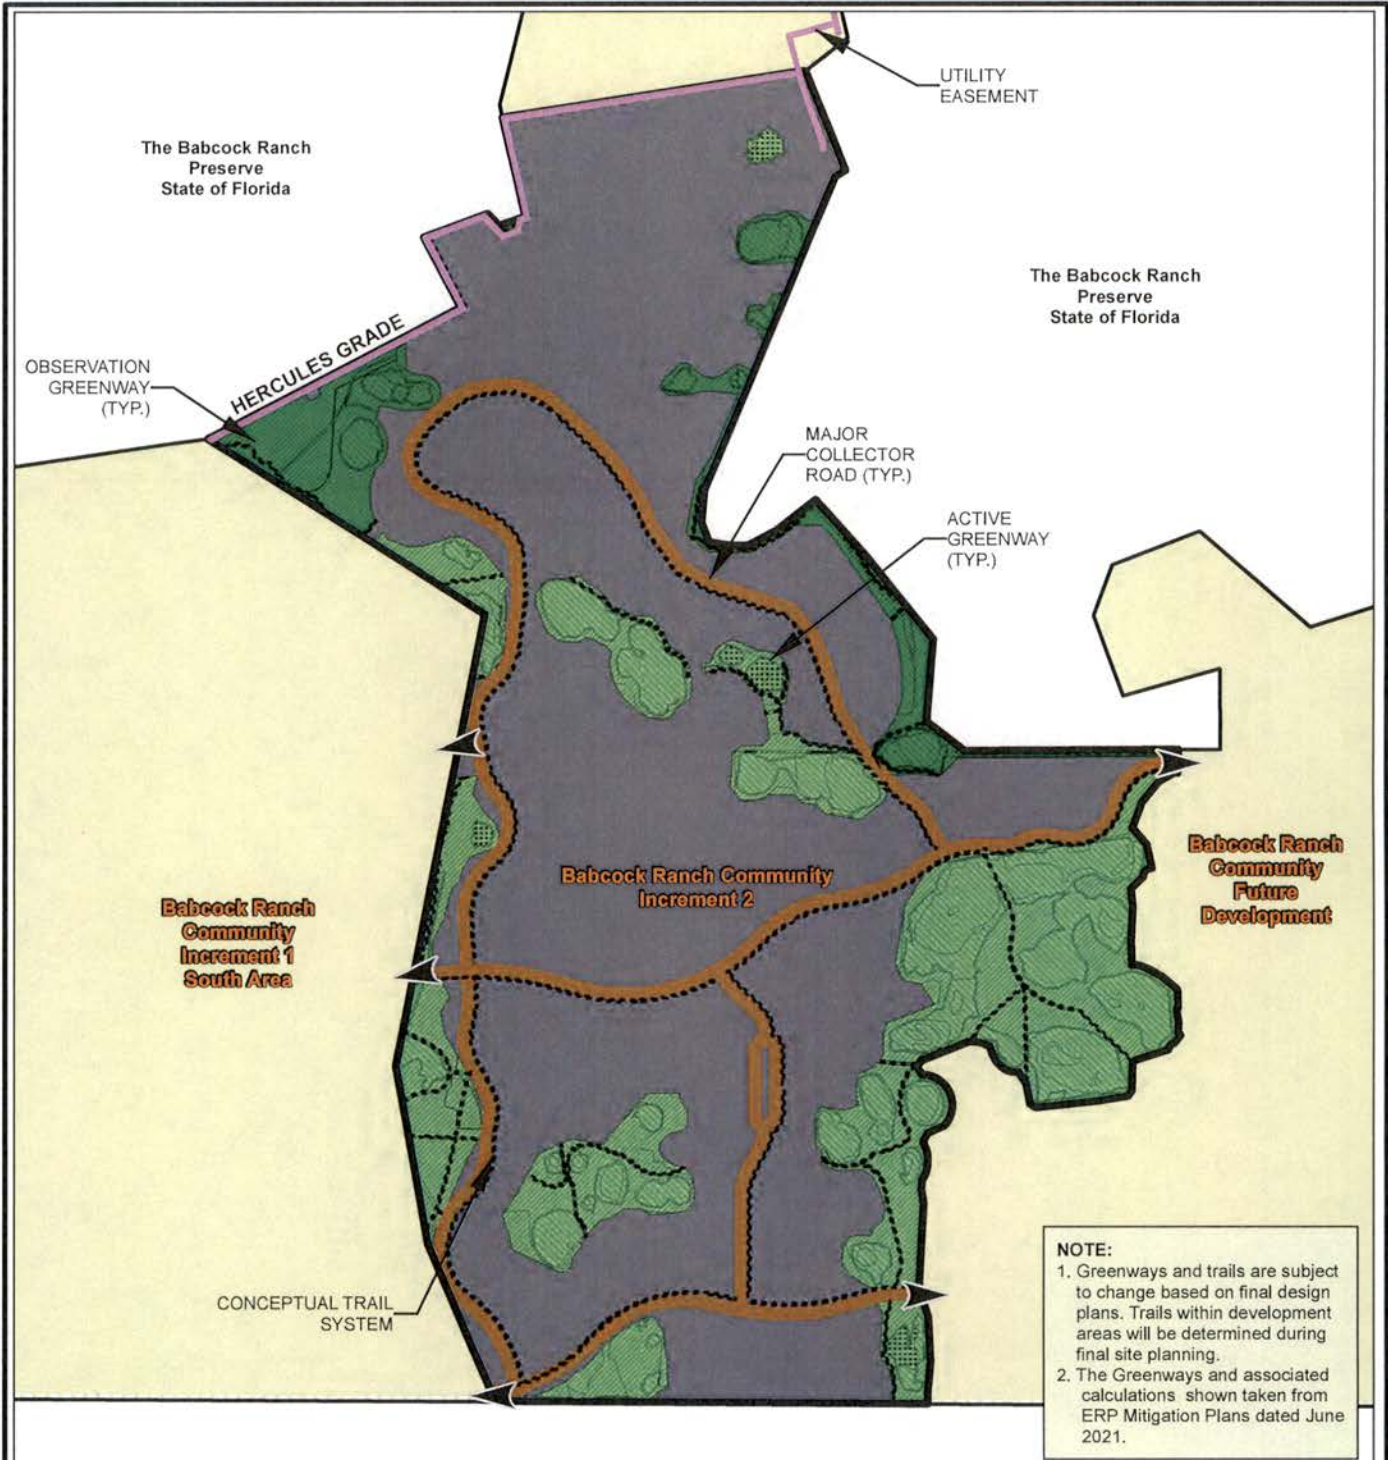 UTILITY
EASEMENT
The Babcock Ranch
Preserve
State of Florida
The Babcock Ranch
Preserve
State of Florida
HERCULES GRADE
OBSERVATION
GREENWAY
(TYP.)
MAJOR
COLLECTOR
ROAD (TYP.)
ACTIVE
GREENWAY
(TYP.)
Babcock Ranch Community
Increment 2
Babcock Ranch
Community
Future
Development
Babcock Ranch
Community
Increment 1
South Area
CONCEPTUAL TRAIL
SYSTEM
NOTE:
1. Greenways and trails are subject
to change based on final design
plans. Trails within development
areas will be determined during
final site planning.
2. The Greenways and associated
calculations shown taken from
ERP Mitigation Plans dated June
2021.